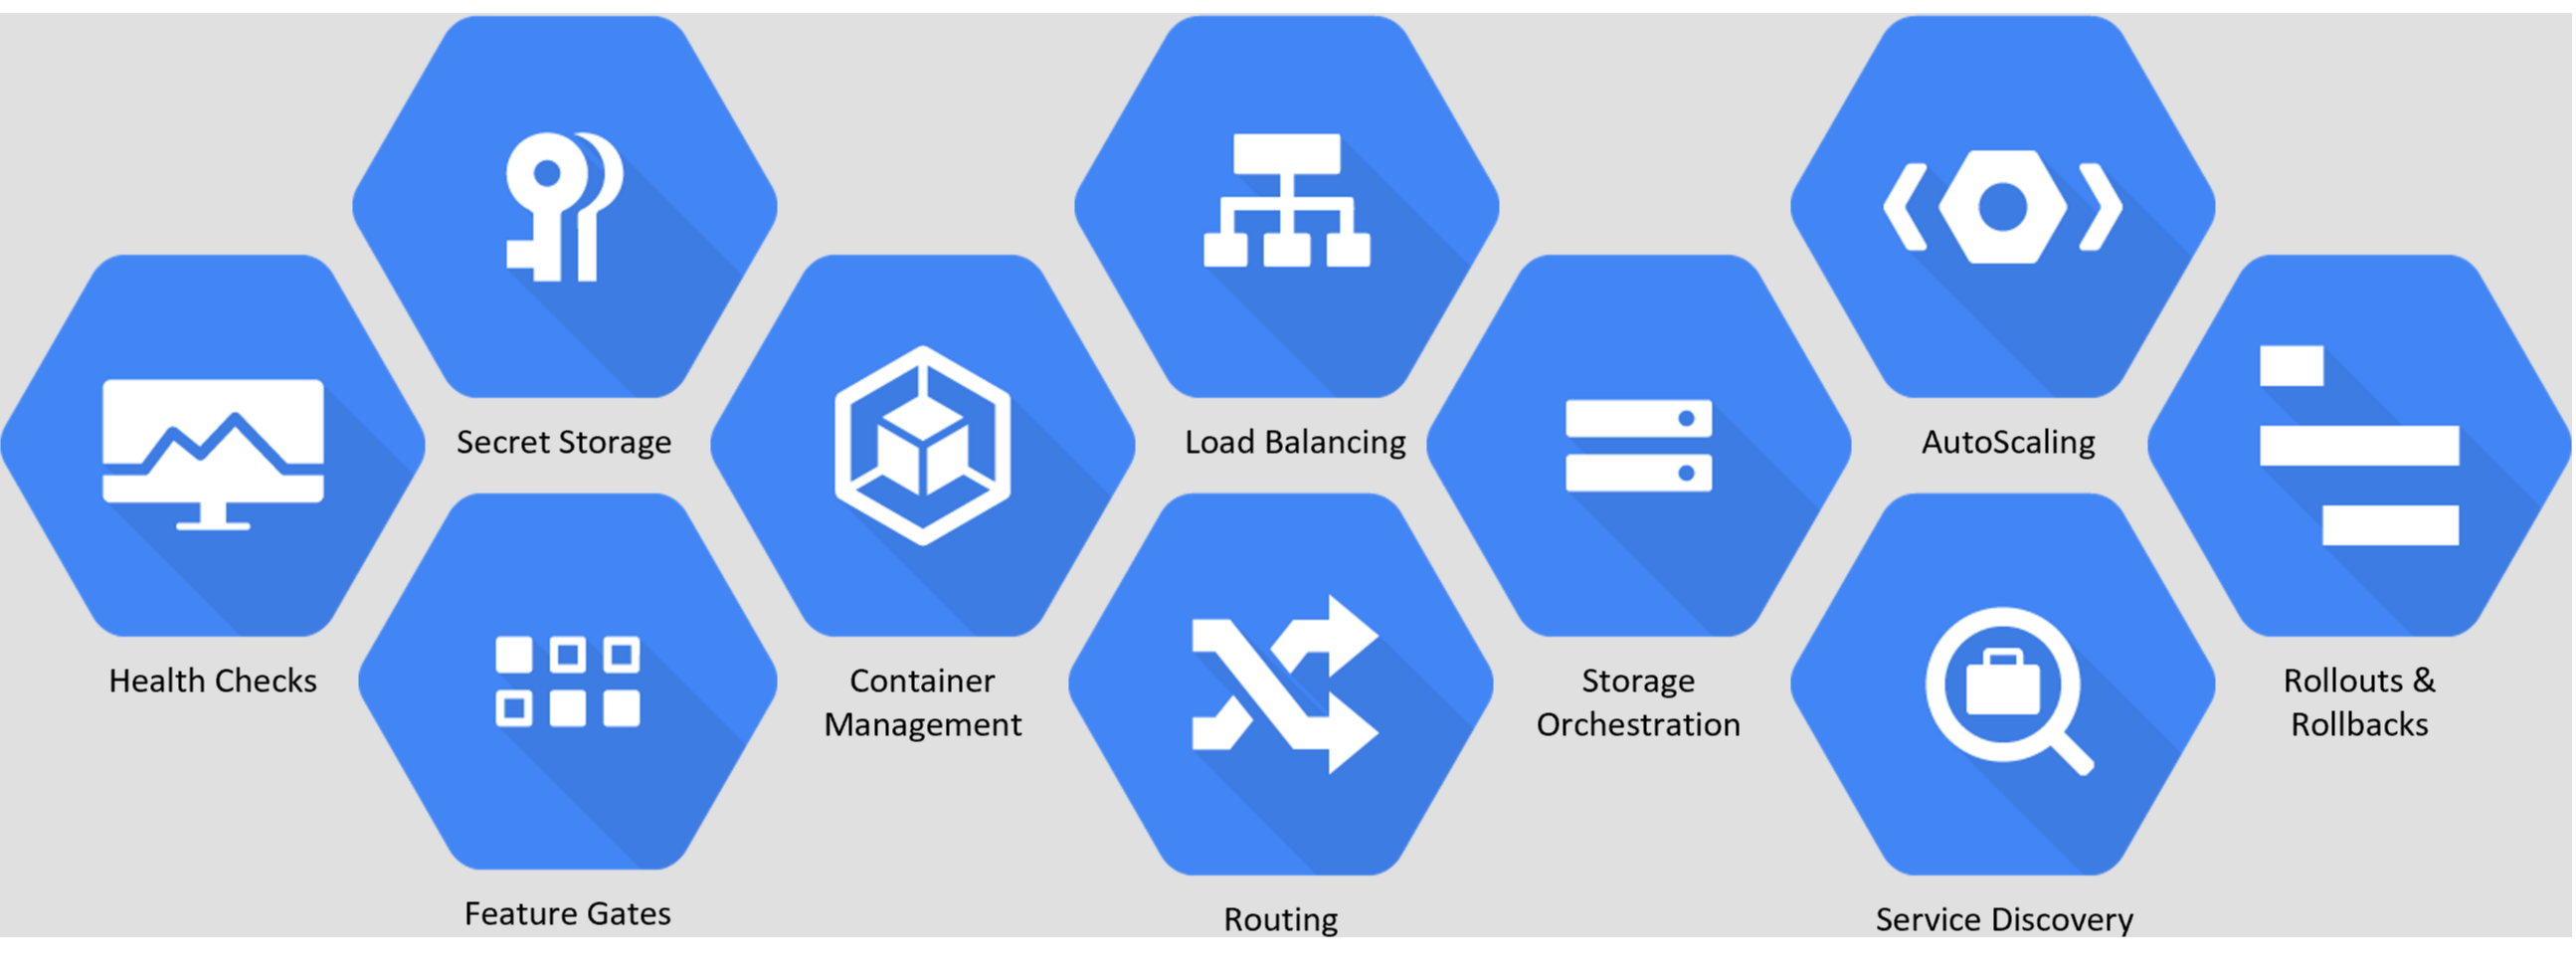 Secret Storage
Load Balancing
AutoScaling
Health Checks
Container
Management
Storage
Orchestration
Rollouts &
Rollbacks
Feature Gates
Routing
Service Discovery